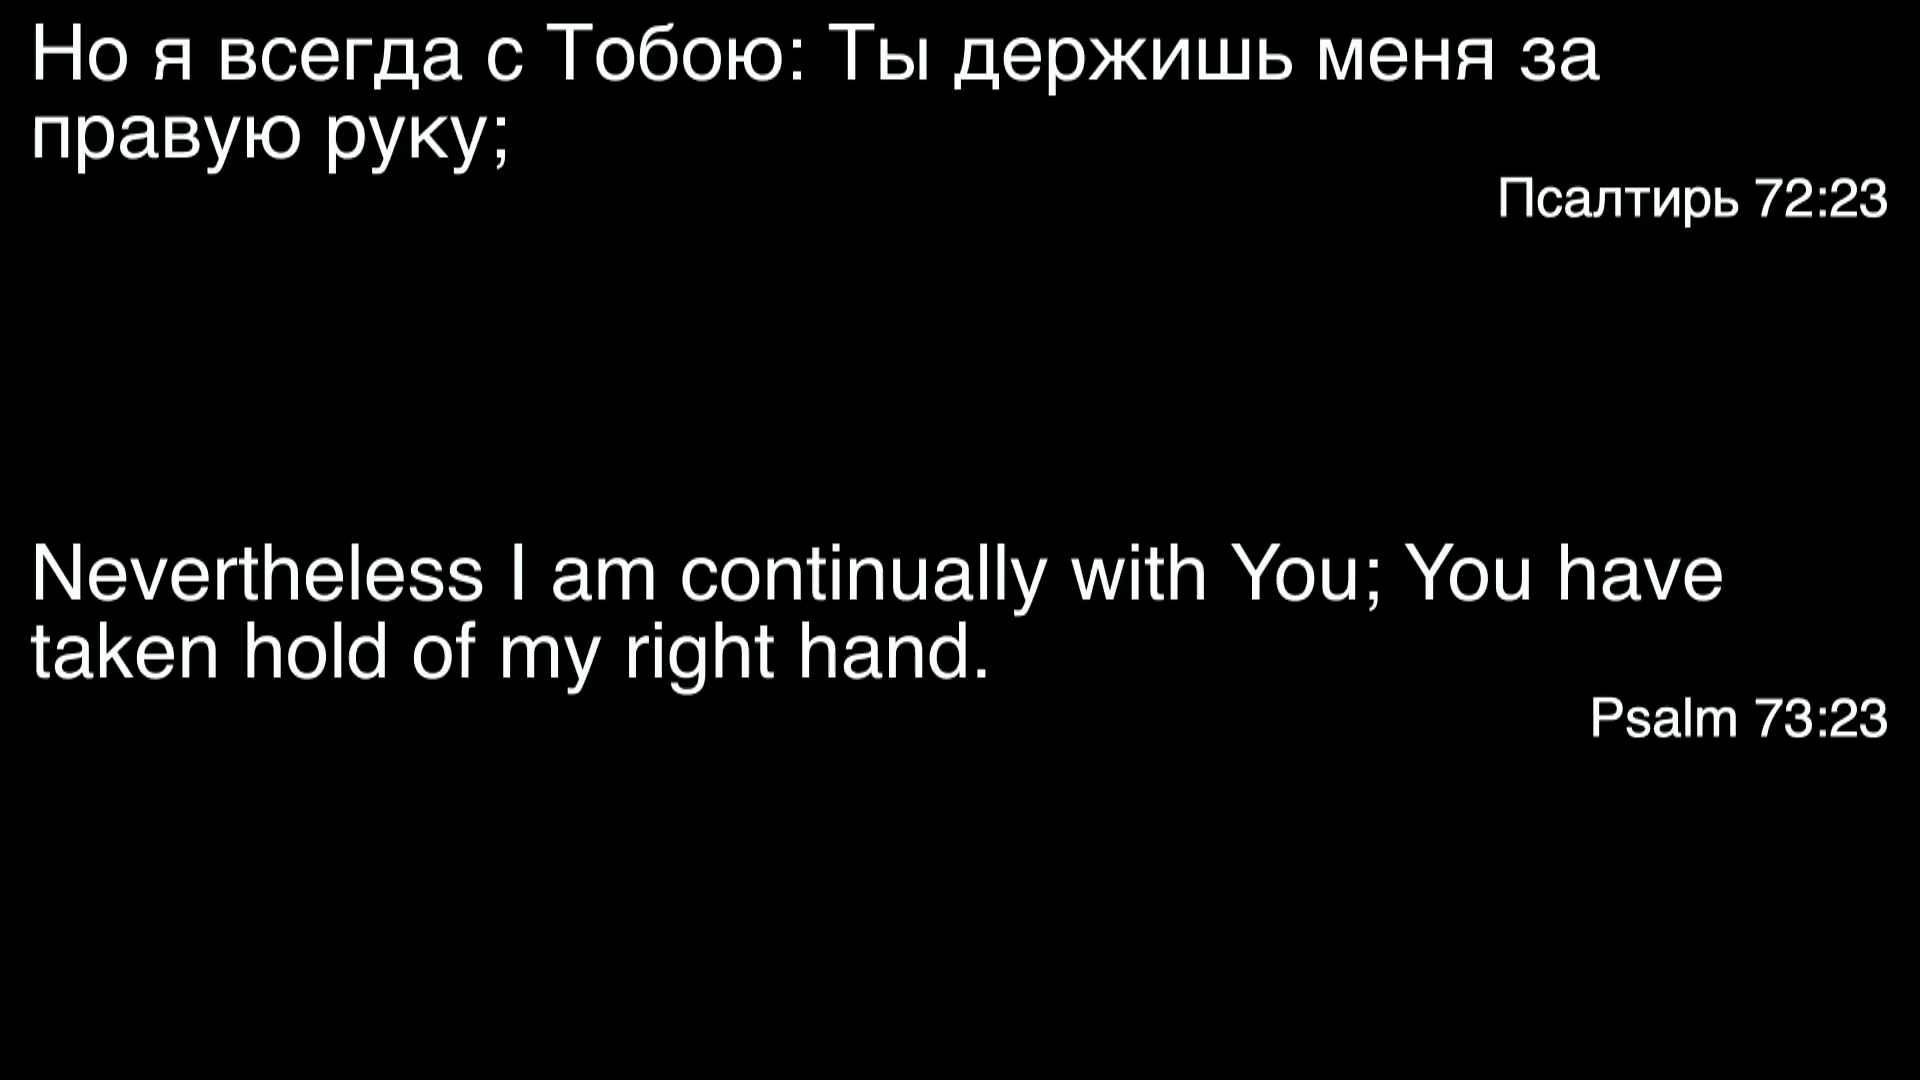 Но я всегда с Тобою: Ты держишь меня за
правую руку;
Псалтирь 72:23
Nevertheless I am continually with You; You have
taken hold of my right hand.
Psalm 73:23